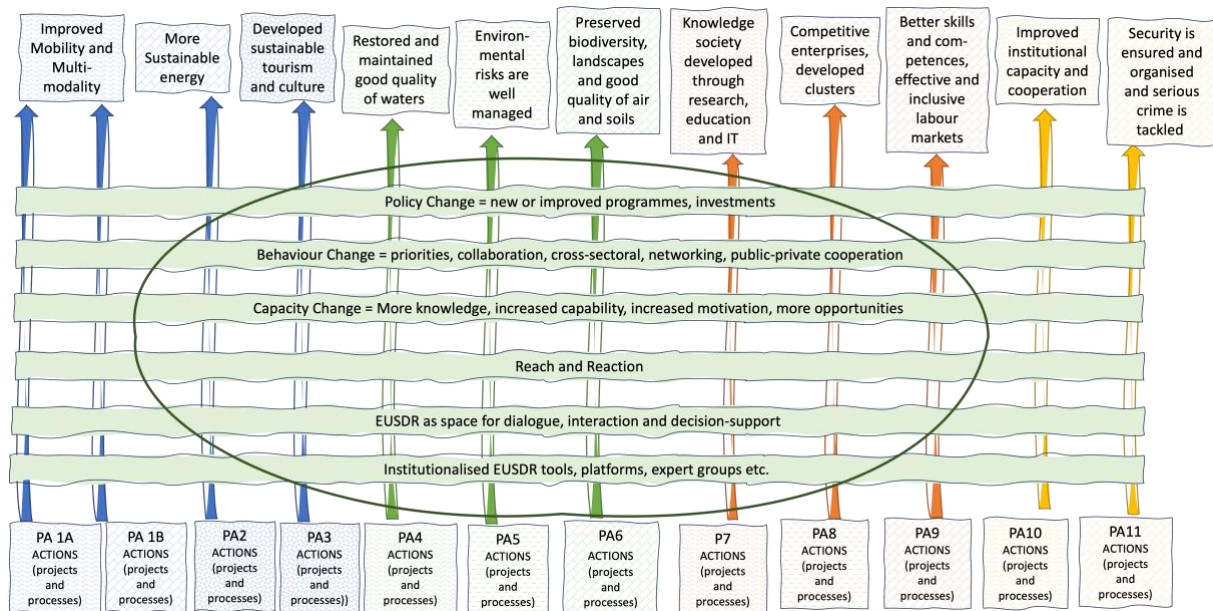 Improved
Mobility and
Multi-
modality
More
Sustainable
energy
Developed
sustainable
tourism
and culture
Restored and
maintained
good quality
of waters
Environ-
mental
risks are
well
managed
Preserved
biodiversity,
landscapes
and good
quality of air
and soils
Knowledge
society
developed
through
research,
education
and IT
Competitive
enterprises,
developed
clusters
Better skills
and com-
petences,
effective and
inclusive
labour
markets
Improved
institutional
capacity and
cooperation
Security is
ensured and
organised
and serious
crime is
tackled
Policy Change = new or improved programmes, investments
Behaviour Change = priorities, collaboration, cross-sectoral, networking, public-private cooperation
Capacity Change = More knowledge, increased capability, increased motivation, more opportunities
Reach and Reaction
EUSDR as space for dialogue, interaction and decision-support
Institutionalised EUSDR tools, platforms, expert groups etc.
PA 1A
ACTIONS
(projects
and
processes)
PA 1B
ACTIONS
(projects
and
processes)
PA2
ACTIONS
(projects
and
processes)
PA3
ACTIONS
(projects
and
processes))
PA4
ACTIONS
(projects
and
processes)
PA5
ACTIONS
(projects
and
processes)
PA6
ACTIONS
(projects
and
processes)
P7
ACTIONS
(projects
and
processes)
PA8
ACTIONS
(projects
and
processes)
PA9
ACTIONS
(projects
and
processes)
PA10
ACTIONS
(projects
and
processes)
PA11
ACTIONS
(projects
and
processes)